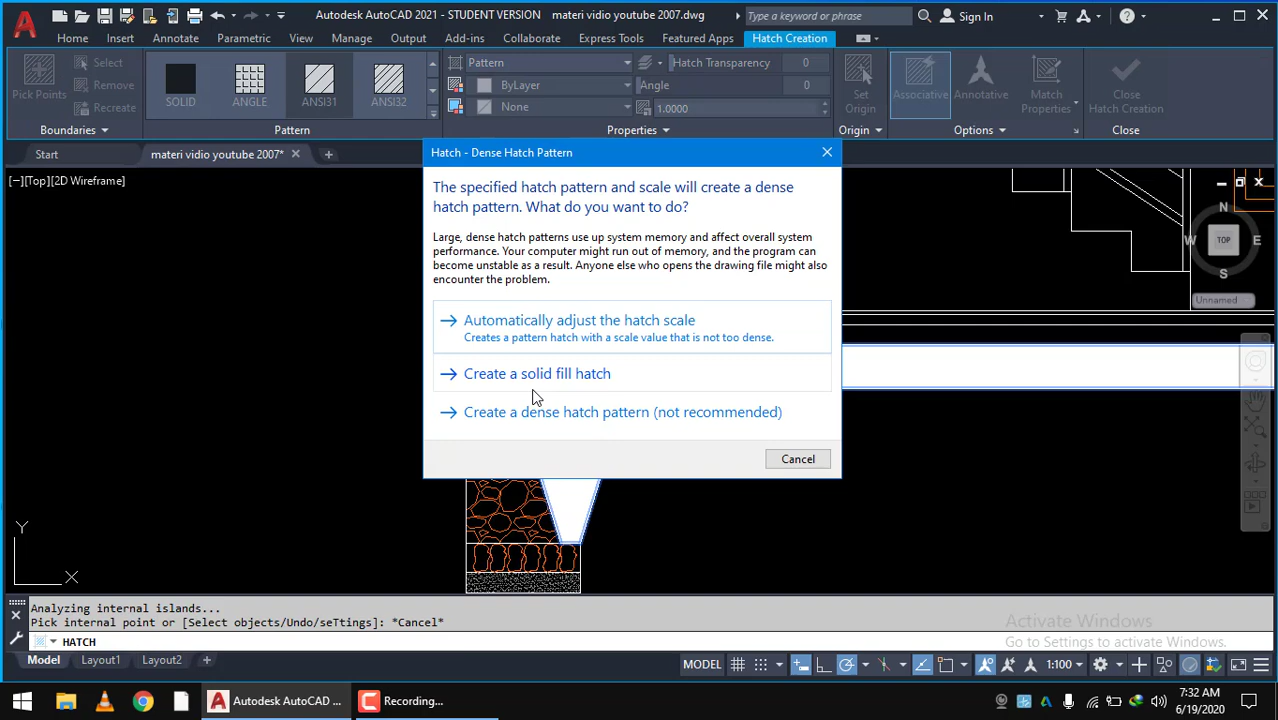 Autodesk AutoCAD 2021 - STUDENT VERSION
materi vidio youtube 2007.dwg
Type a keyword or phrase
Sign In
Home
Insert
Annotate
Parametric
View
Manage
Output
Add-ins
Collaborate
Express Tools
Featured Apps
Hatch Creation
Pick Points
Select
Remove
Recreate
SOLID
ANGLE
ANSI31
ANSI32
Pattern
ByLayer
None
Hatch Transparency
0
Angle
0
1.0000
Set
Origin
Associative
Annotative
Match
Properties
Close
Hatch Creation
Boundaries
Pattern
Properties
Origin
Options
Close
Start
materi vidio youtube 2007*
[−][Top][2D Wireframe]
Hatch - Dense Hatch Pattern
The specified hatch pattern and scale will create a dense
hatch pattern. What do you want to do?
Large, dense hatch patterns use up system memory and affect overall system
performance. Your computer might run out of memory, and the program can
become unstable as a result. Anyone else who opens the drawing file might also
encounter the problem.
Automatically adjust the hatch scale
Creates a pattern hatch with a scale value that is not too dense.
Create a solid fill hatch
Create a dense hatch pattern (not recommended)
Cancel
N
W
TOP
E
S
Unnamed
Y
X
Analyzing internal islands...
Pick internal point or [Select objects/Undo/seTtings]: *Cancel*
HATCH
Activate Windows
Go to Settings to activate Windows.
Model
Layout1
Layout2
MODEL
1:100
Autodesk AutoCAD ...
Recording...
7:32 AM
6/19/2020